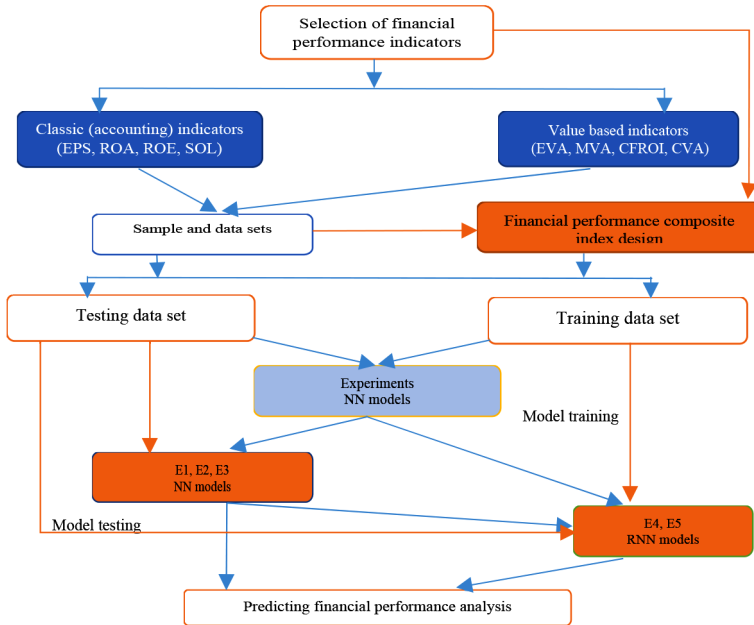 Selection of financial
performance indicators
Classic (accounting) indicators
(EPS, ROA, ROE, SOL)
Value based indicators
(EVA, MVA, CFROI, CVA)
Sample and data sets
Financial performance composite
index design
Testing data set
Training data set
Experiments
NN models
Model training
E1, E2, E3
NN models
Model testing
E4, E5
RNN models
Predicting financial performance analysis